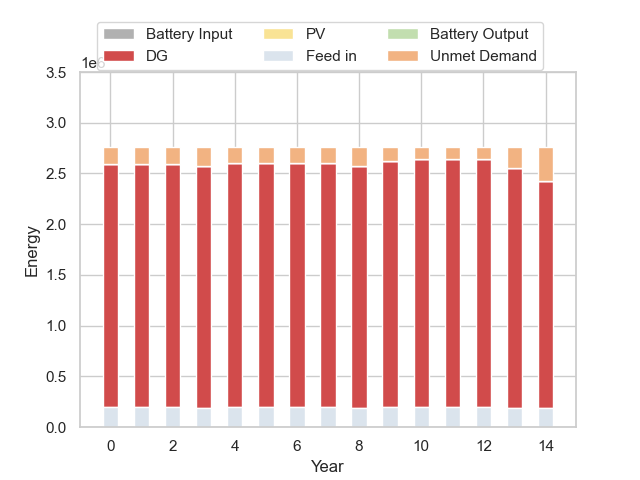 Battery Input PV Battery Output
DG Feed in Unmet Demand
1e6
3.5
3.0
2.5
2.0
1.5
1.0
0.5
0.0
Energy
0 2 4 6 8 10 12 14
Year